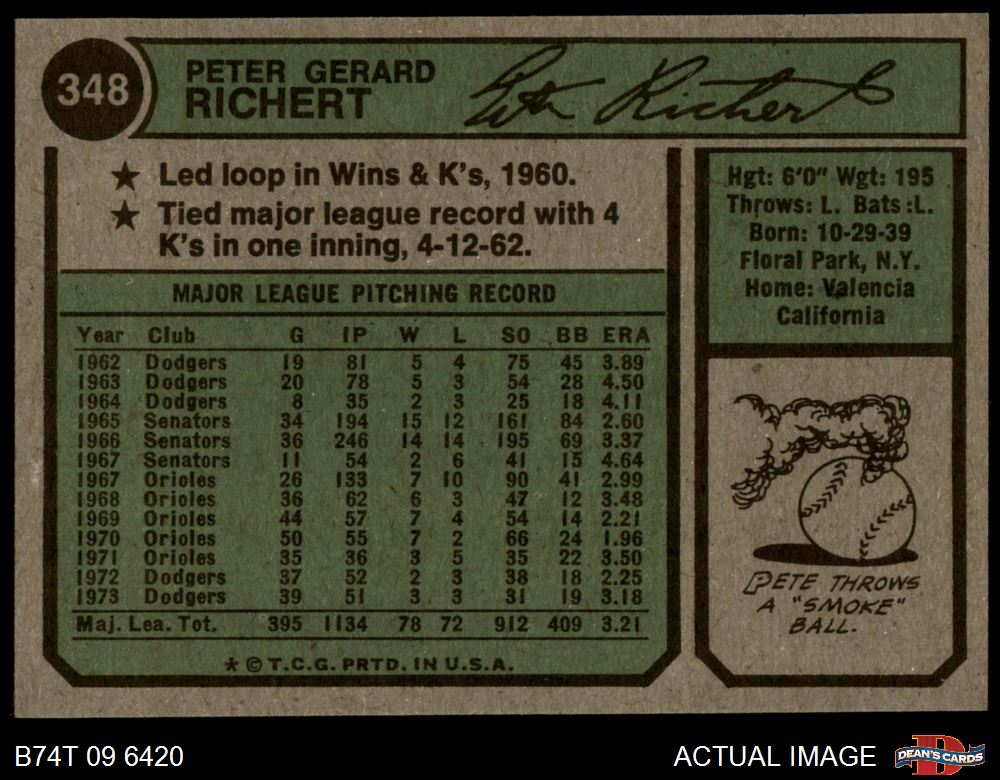 348
PETER GERARD
RICHERT
Pete Richert
★ Led loop in Wins & K's, 1960.
★ Tied major league record with 4
K's in one inning, 4-12-62.
MAJOR LEAGUE PITCHING RECORD
Year Club G IP W L SO BB ERA
1962 Dodgers 19 81 5 4 75 45 3.89
1963 Dodgers 20 78 5 3 54 28 4.50
1964 Dodgers 8 35 2 3 25 18 4.11
1965 Senators 34 194 15 12 161 84 2.60
1966 Senators 36 246 14 14 195 69 3.37
1967 Senators 11 54 2 6 41 15 4.64
1967 Orioles 26 133 7 10 90 41 2.99
1968 Orioles 36 62 6 3 47 12 3.48
1969 Orioles 44 57 7 4 54 14 2.21
1970 Orioles 50 55 7 2 66 24 1.96
1971 Orioles 35 36 3 5 35 22 3.50
1972 Dodgers 37 52 2 3 38 18 2.25
1973 Dodgers 39 51 3 3 31 19 3.18
Maj. Lea. Tot. 395 1134 78 72 912 409 3.21
★ © T.C.G. PRTD. IN U.S.A.
Hgt: 6'0" Wgt: 195
Throws: L. Bats :L.
Born: 10-29-39
Floral Park, N.Y.
Home: Valencia
California
PETE THROWS
A "SMOKE"
BALL.
B74T 09 6420
ACTUAL IMAGE
DEAN'S CARDS